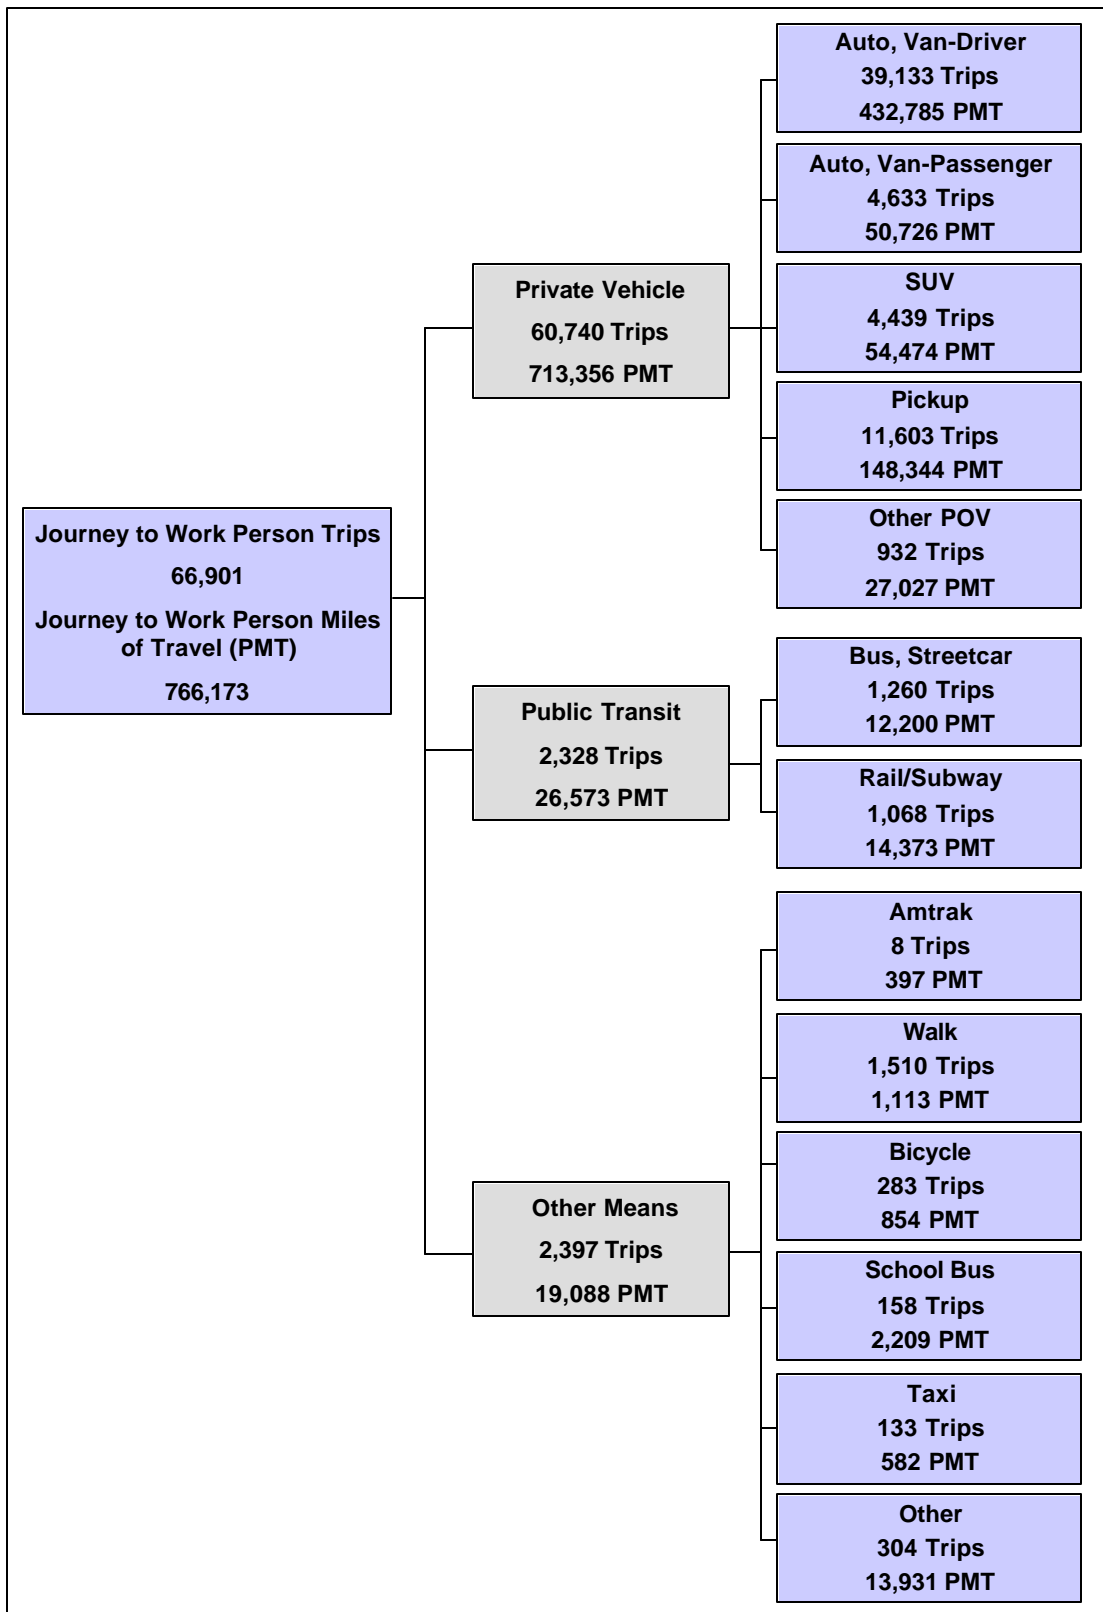 Journey to Work Person Trips
66,901
Journey to Work Person Miles
of Travel (PMT)
766,173
Private Vehicle
60,740 Trips
713,356 PMT
Auto, Van-Driver
39,133 Trips
432,785 PMT
Auto, Van-Passenger
4,633 Trips
50,726 PMT
SUV
4,439 Trips
54,474 PMT
Pickup
11,603 Trips
148,344 PMT
Other POV
932 Trips
27,027 PMT
Public Transit
2,328 Trips
26,573 PMT
Bus, Streetcar
1,260 Trips
12,200 PMT
Rail/Subway
1,068 Trips
14,373 PMT
Other Means
2,397 Trips
19,088 PMT
Amtrak
8 Trips
397 PMT
Walk
1,510 Trips
1,113 PMT
Bicycle
283 Trips
854 PMT
School Bus
158 Trips
2,209 PMT
Taxi
133 Trips
582 PMT
Other
304 Trips
13,931 PMT